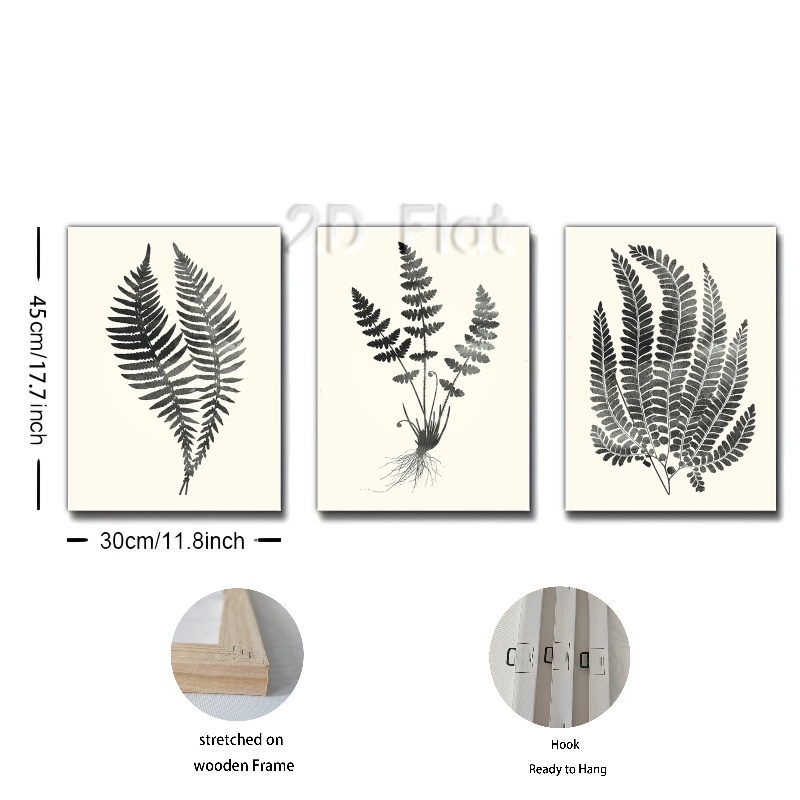 2D Flat
45cm/17.7inch
30cm/11.8inch
stretched on
wooden Frame
Hook
Ready to Hang